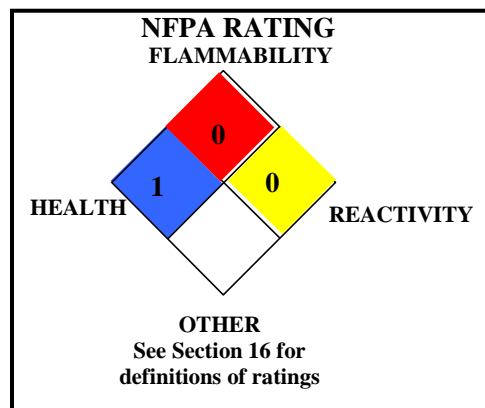 NFPA RATING
FLAMMABILITY
0
1
0
HEALTH
REACTIVITY
OTHER
See Section 16 for
definitions of ratings